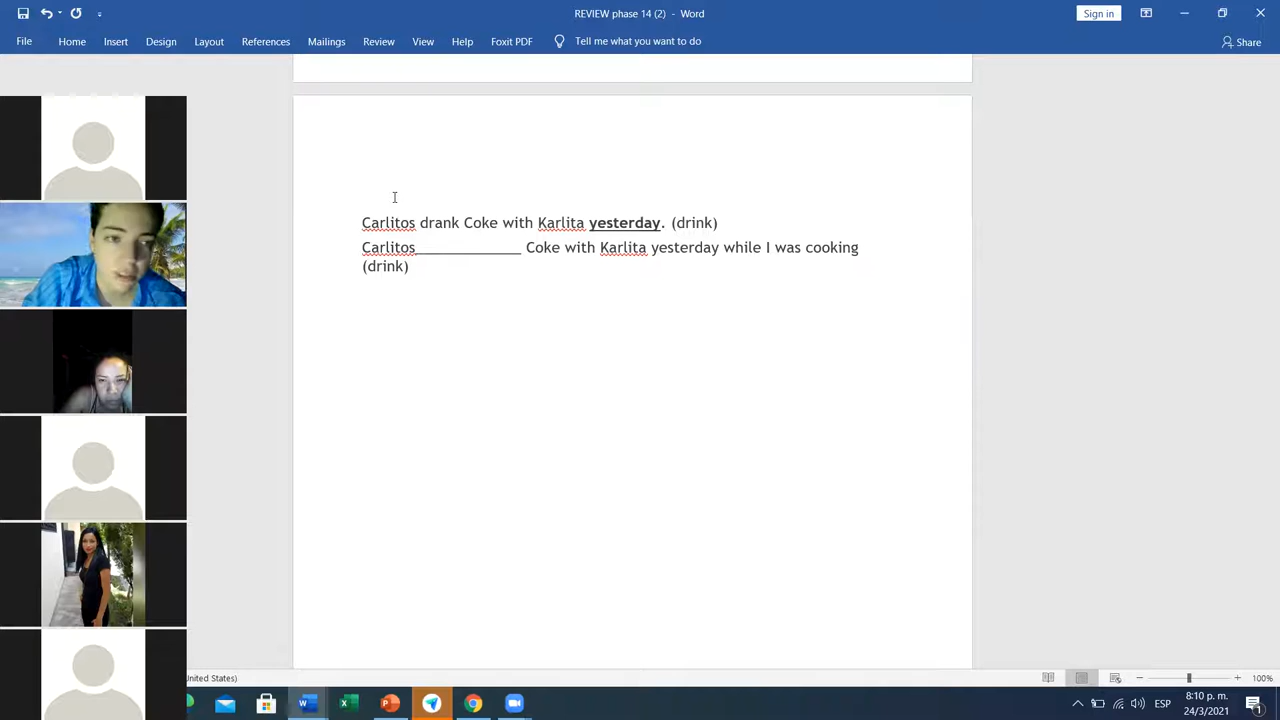 REVIEW phase 14 (2) - Word
Sign in
File Home Insert Design Layout References Mailings Review View Help Foxit PDF Tell me what you want to do
Share
Carlitos drank Coke with Karlita yesterday. (drink)
Carlitos_____________ Coke with Karlita yesterday while I was cooking
(drink)
United States)
100%
8:10 p. m.
ESP
24/3/2021